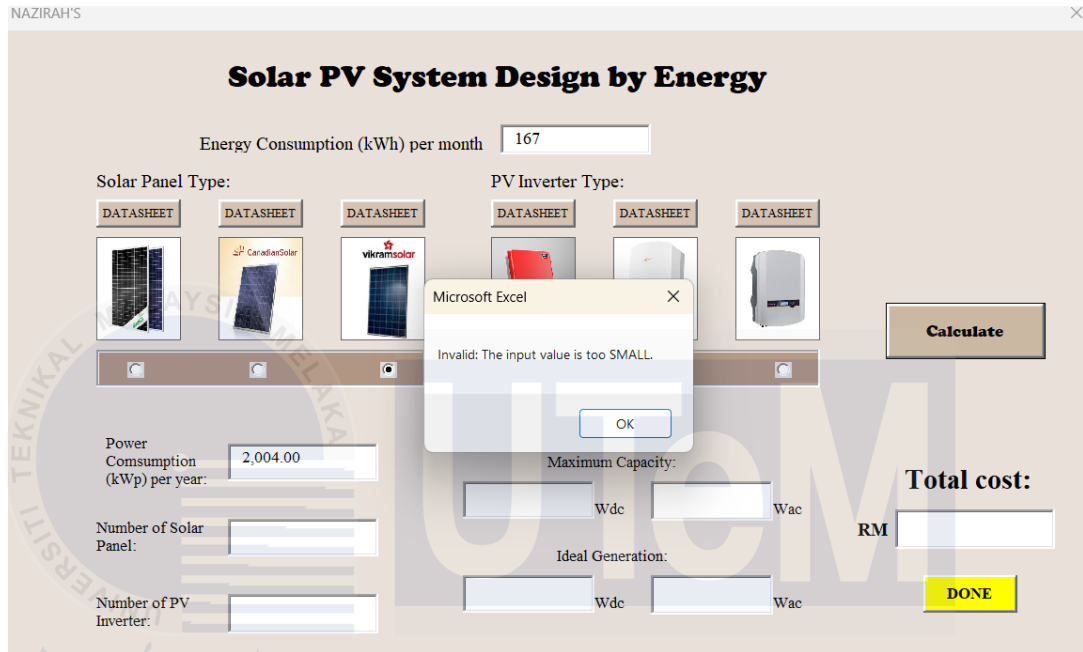 NAZIRAH'S
Solar PV System Design by Energy
Energy Consumption (kWh) per month
167
Solar Panel Type:
PV Inverter Type:
DATASHEET
DATASHEET
DATASHEET
DATASHEET
DATASHEET
DATASHEET
CanadianSolar
vikramsolar
Microsoft Excel
Invalid: The input value is too SMALL.
OK
Calculate
Power
Comsumption
(kWp) per year:
2,004.00
Maximum Capacity:
Wdc
Wac
Total cost:
RM
Number of Solar
Panel:
Ideal Generation:
Wdc
Wac
DONE
Number of PV
Inverter:
UTeM